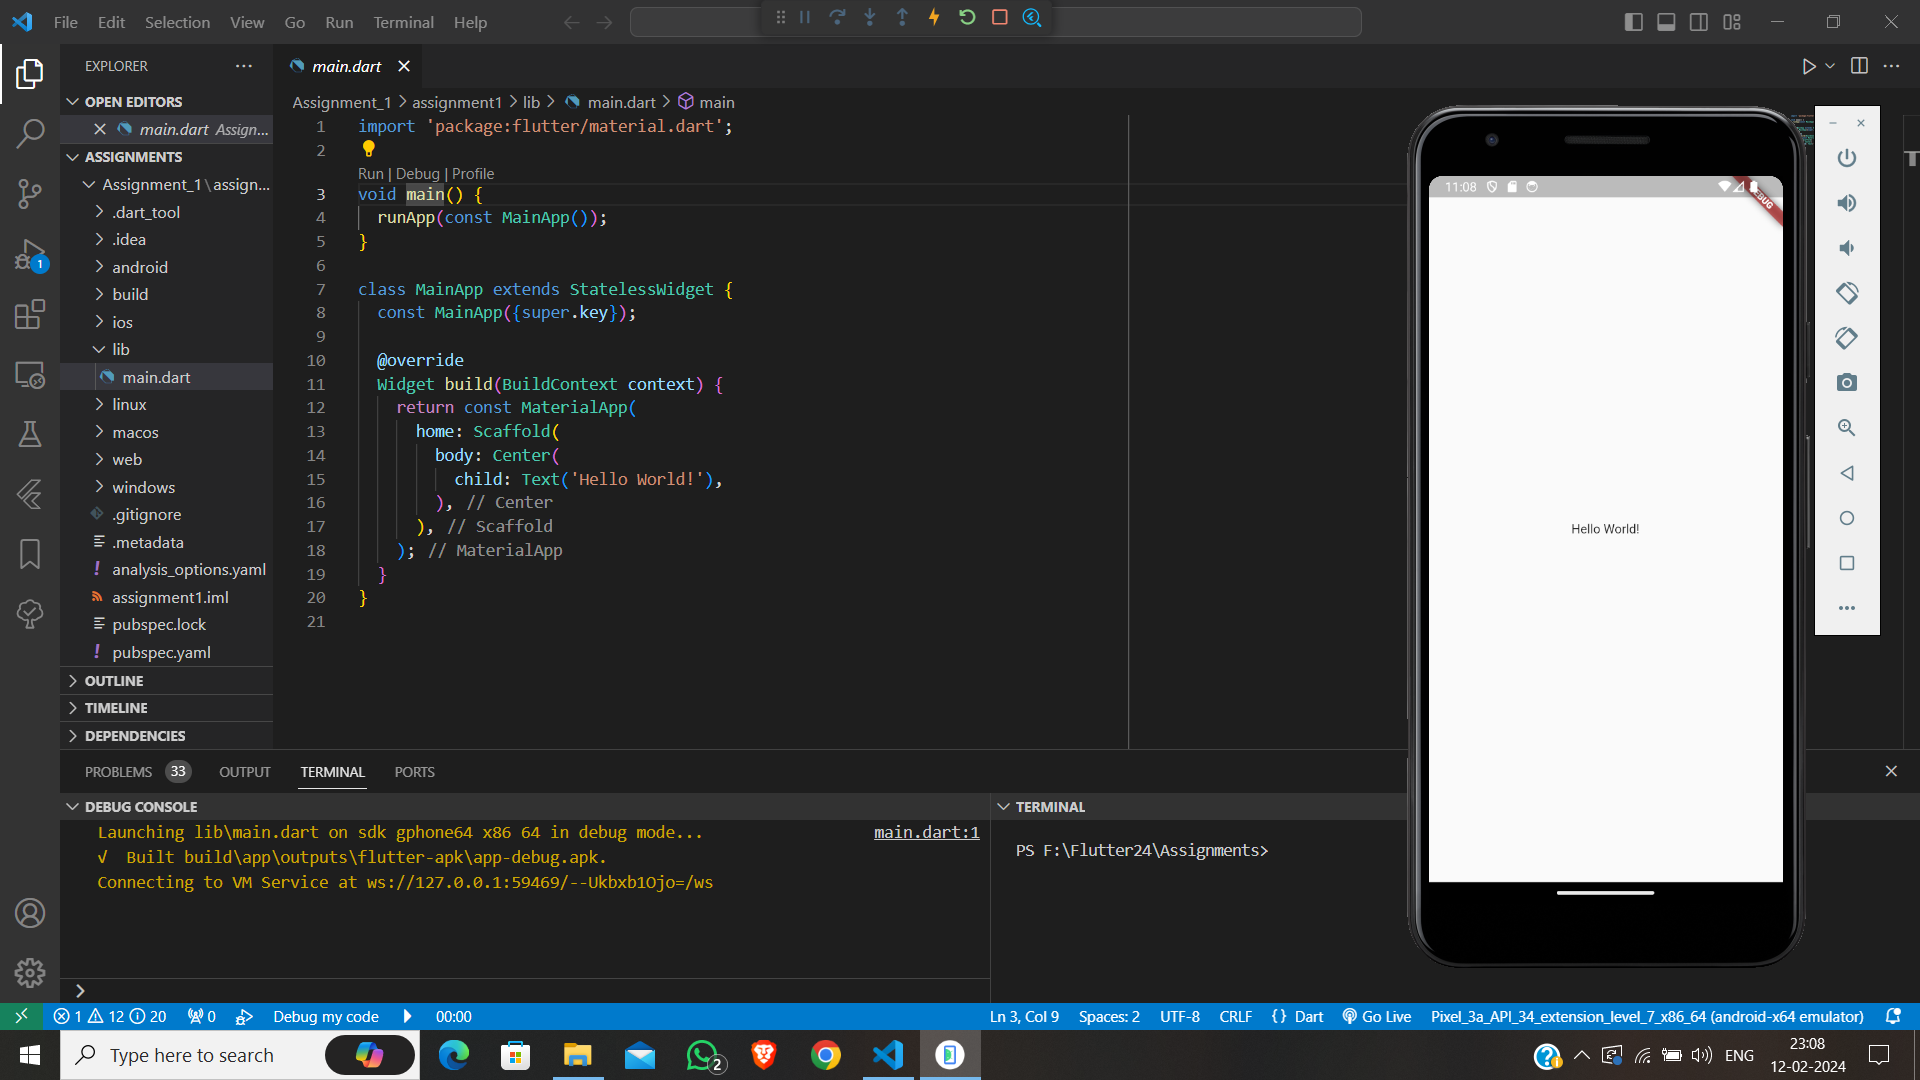 File Edit Selection View Go Run Terminal Help
EXPLORER
OPEN EDITORS
main.dart Assign...
ASSIGNMENTS
Assignment_1\assign...
.dart_tool
.idea
android
build
ios
lib
main.dart
linux
macos
web
windows
.gitignore
.metadata
analysis_options.yaml
assignment1.iml
pubspec.lock
pubspec.yaml
OUTLINE
TIMELINE
DEPENDENCIES
1
main.dart
Assignment_1 > assignment1 > lib > main.dart > main
1 import 'package:flutter/material.dart';
2
Run | Debug | Profile
3 void main() {
4 runApp(const MainApp());
5 }
6
7 class MainApp extends StatelessWidget {
8 const MainApp({super.key});
9
10 @override
11 Widget build(BuildContext context) {
12 return const MaterialApp(
13 home: Scaffold(
14 body: Center(
15 child: Text('Hello World!'),
16 ), // Center
17 ), // Scaffold
18 ); // MaterialApp
19 }
20 }
21
11:08
DEBUG
Hello World!
PROBLEMS 33 OUTPUT TERMINAL PORTS
DEBUG CONSOLE
Launching lib\main.dart on sdk gphone64 x86 64 in debug mode... main.dart:1
√ Built build\app\outputs\flutter-apk\app-debug.apk.
Connecting to VM Service at ws://127.0.0.1:59469/--Ukbxb1Ojo=/ws
TERMINAL
PS F:\Flutter24\Assignments>
1 12 20 0 Debug my code 00:00 Ln 3, Col 9 Spaces: 2 UTF-8 CRLF {} Dart Go Live Pixel_3a_API_34_extension_level_7_x86_64 (android-x64 emulator)
Type here to search
2
ENG
23:08
12-02-2024